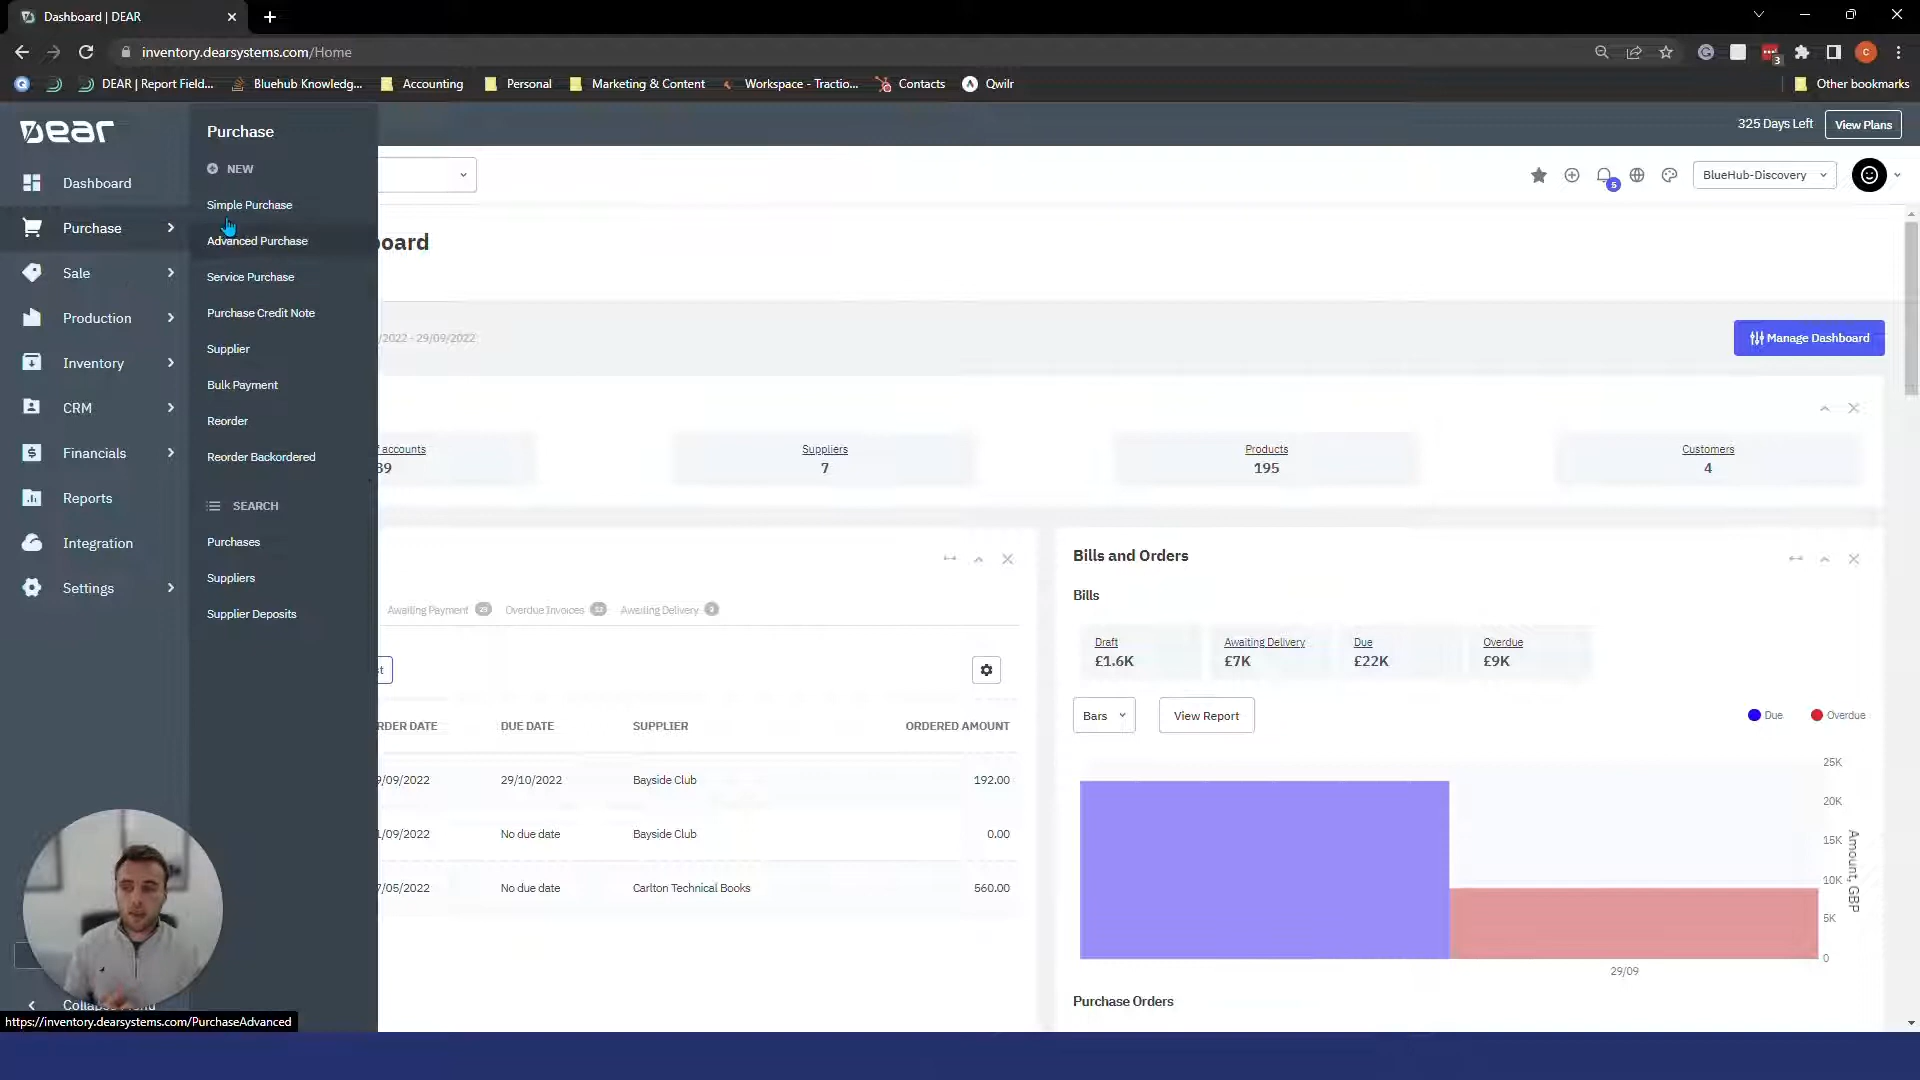 Dashboard | DEAR
inventory.dearsystems.com/Home
3
C
DEAR | Report Field...
Bluehub Knowledg...
Accounting
Personal
Marketing & Content
Workspace - Tractio...
Contacts
Qwilr
Other bookmarks
Dear
Purchase
325 Days Left
View Plans
NEW
BlueHub-Discovery
5
Dashboard
Purchase
Sale
Production
Inventory
CRM
Financials
Reports
Integration
Settings
Simple Purchase
Advanced Purchase
Service Purchase
Purchase Credit Note
Supplier
Bulk Payment
Reorder
Reorder Backordered
SEARCH
Purchases
Suppliers
Supplier Deposits
board
/2022 - 29/09/2022
Manage Dashboard
accounts
39
Suppliers
7
Products
195
Customers
4
Awaiting Payment 
Overdue Invoices 
Awaiting Delivery 3
RDER DATE DUE DATE SUPPLIER ORDERED AMOUNT
9/09/2022 29/10/2022 Bayside Club 192.00
1/09/2022 No due date Bayside Club 0.00
7/05/2022 No due date Carlton Technical Books 560.00
Bills and Orders
Bills
Draft
£1.6K
Awaiting Delivery
£7K
Due
£22K
Overdue
£9K
Bars
View Report
Due
Overdue
25K
20K
15K
10K
5K
0
Amount, GBP
29/09
Purchase Orders
https://inventory.dearsystems.com/PurchaseAdvanced